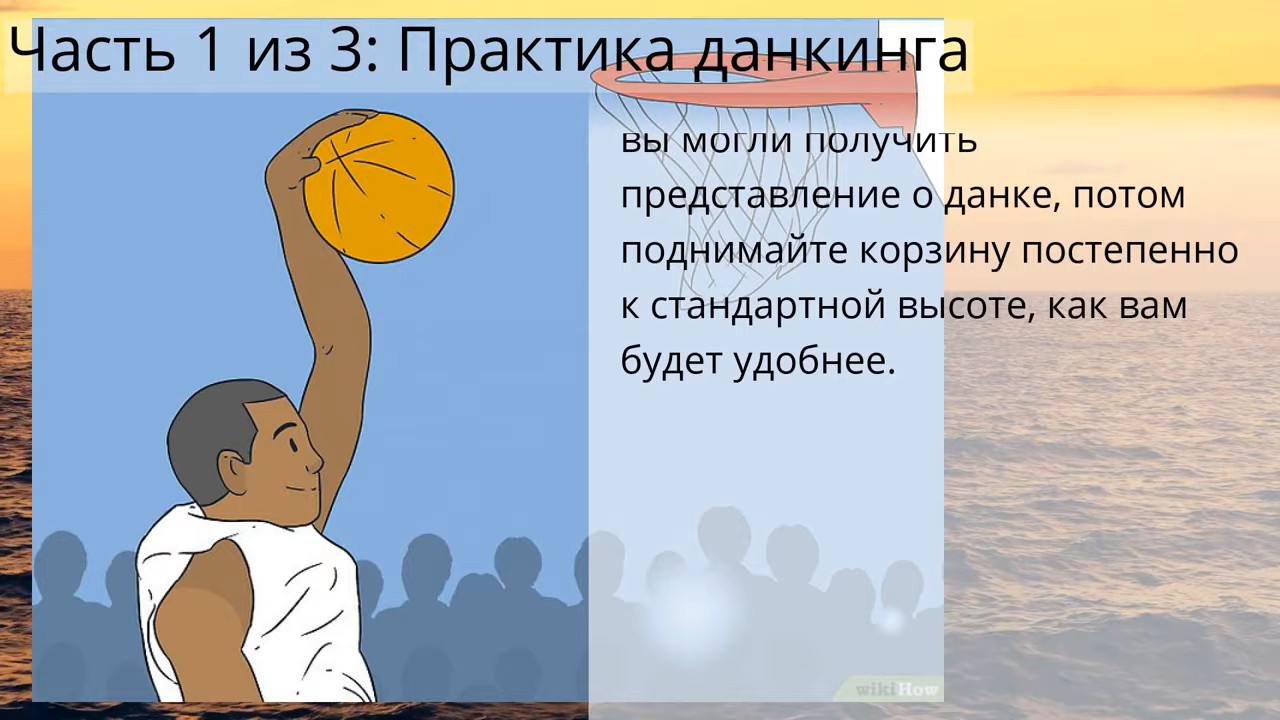 Часть 1 из 3: Практика данкинга
вы могли получить
представление о данке, потом
поднимайте корзину постепенно
к стандартной высоте, как вам
будет удобнее.
wikiHow